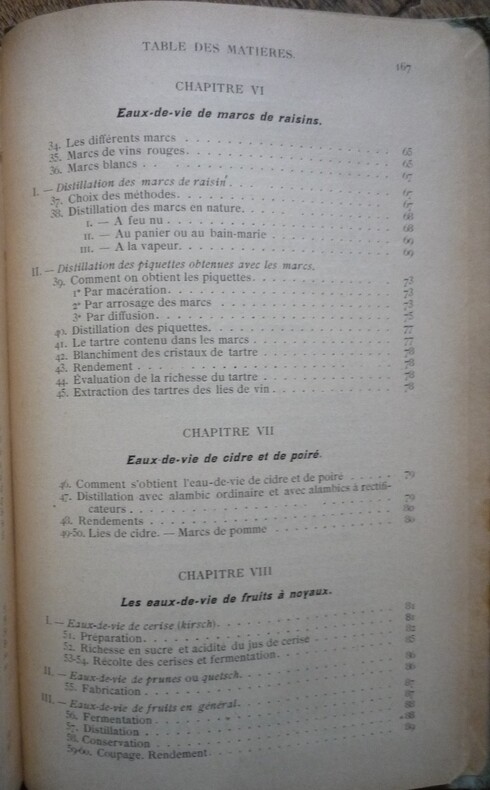 TABLE DES MATIÈRES.
167
CHAPITRE VI
Eaux-de-vie de marcs de raisins.
34. Les différents marcs . . . 65
35. Marcs de vins rouges . . . 65
36. Marcs blancs . . . 67
I. — Distillation des marcs de raisin . . . 67
37. Choix des méthodes . . . 67
38. Distillation des marcs en nature . . . 68
I. — A feu nu . . . 68
II. — Au panier ou au bain-marie . . . 69
III. — A la vapeur . . . 69
II. — Distillation des piquettes obtenues avec les marcs.
39. Comment on obtient les piquettes . . . 73
1° Par macération . . . 73
2° Par arrosage des marcs . . . 73
3° Par diffusion . . . 75
40. Distillation des piquettes . . . 77
41. Le tartre contenu dans les marcs . . . 77
42. Blanchiment des cristaux de tartre . . . 78
43. Rendement . . . 78
44. Évaluation de la richesse du tartre . . . 78
45. Extraction des tartres des lies de vin . . . 78
CHAPITRE VII
Eaux-de-vie de cidre et de poiré.
46. Comment s'obtient l'eau-de-vie de cidre et de poiré . . . 79
47. Distillation avec alambic ordinaire et avec alambics à rectifi-
cateurs . . . 79
48. Rendements . . . 80
49-50. Lies de cidre. — Marcs de pomme . . . 80
CHAPITRE VIII
Les eaux-de-vie de fruits à noyaux.
I. — Eaux-de-vie de cerise (kirsch) . . . 81
51. Préparation . . . 81
52. Richesse en sucre et acidité du jus de cerise . . . 82
53-54. Récolte des cerises et fermentation . . . 85
II. — Eaux-de-vie de prunes ou quetsch . . . 86
55. Fabrication . . . 86
III. — Eaux-de-vie de fruits en général . . . 87
56. Fermentation . . . 87
57. Distillation . . . 88
58. Conservation . . . 88
59-60. Coupage. Rendement . . . 89